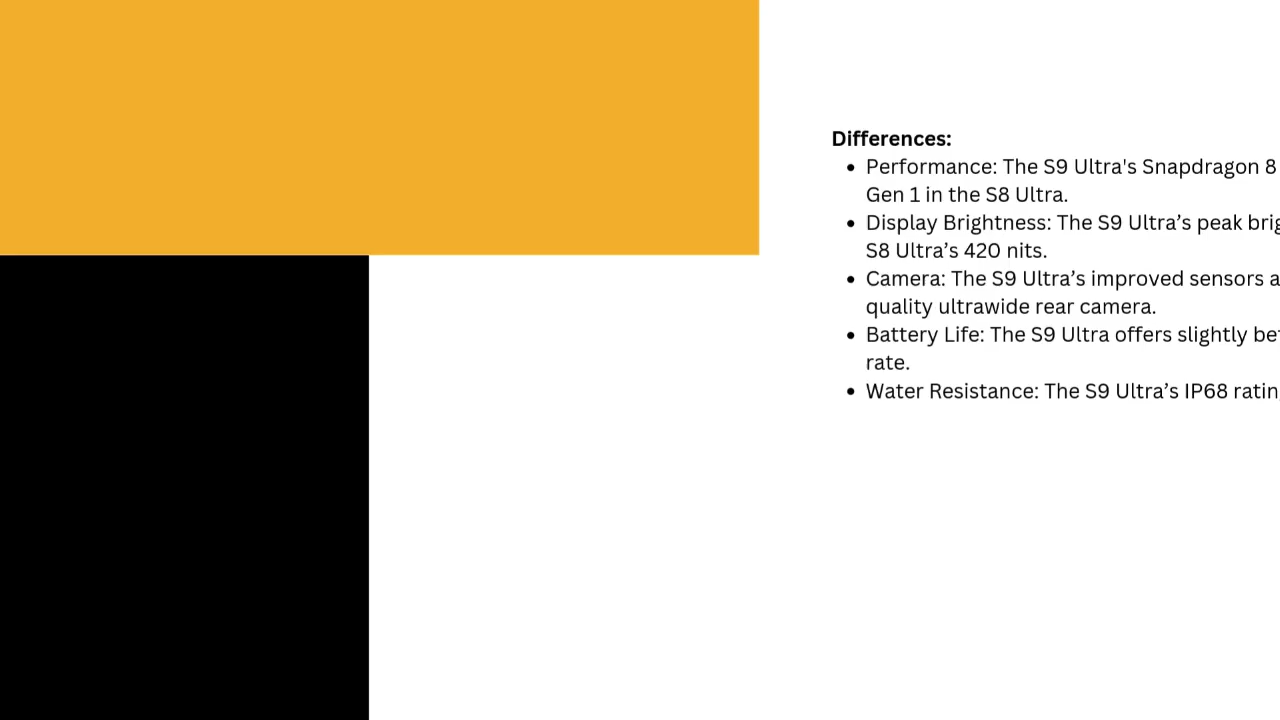 Differences:
• Performance: The S9 Ultra's Snapdragon 8
Gen 1 in the S8 Ultra.
• Display Brightness: The S9 Ultra’s peak
S8 Ultra’s 420 nits.
• Camera: The S9 Ultra’s improved sensors
quality ultrawide rear camera.
• Battery Life: The S9 Ultra offers slightly
rate.
• Water Resistance: The S9 Ultra’s IP68